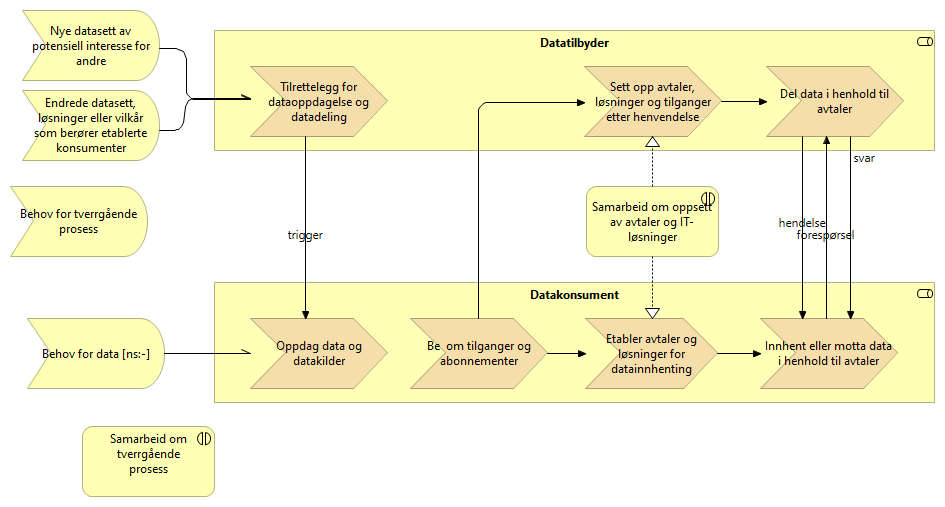 Nye datasett av
potensiell interesse for
andre
Endrede datasett,
løsninger eller vilkår
som berører etablerte
konsumenter
Datatilbyder
Tilrettelegg for
dataoppdagelse og
datadeling
Sett opp avtaler,
løsninger og tilganger
etter henvendelse
Del data i henhold til
avtaler
svar
Behov for tverrgående
prosess
trigger
Samarbeid om oppsett
av avtaler og IT-
løsninger
hendelse
forespørsel
Datakonsument
Behov for data [ns:-]
Oppdag data og
datakilder
Be om tilganger og
abonnementer
Etabler avtaler og
løsninger for
datainnhenting
Innhent eller motta data
i henhold til avtaler
Samarbeid om
tverrgående
prosess